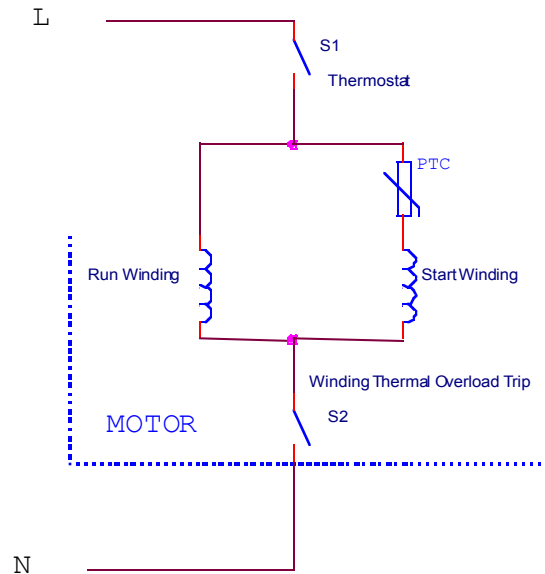 L
S1
Thermostat
PTC
Run Winding
Start Winding
Winding Thermal Overload Trip
S2
MOTOR
N